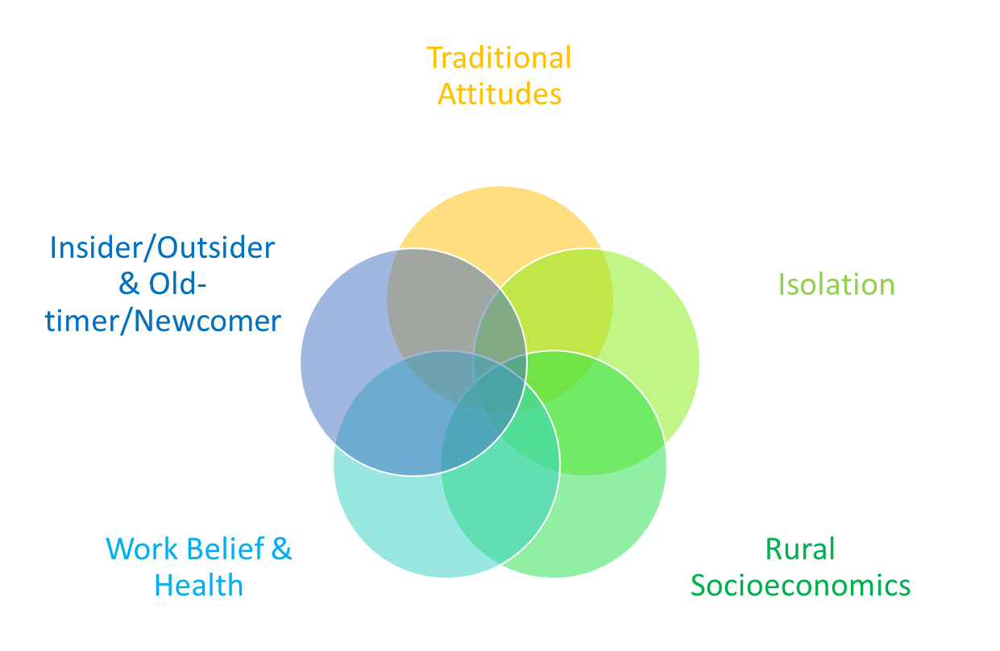 Traditional
Attitudes
Insider/Outsider
& Old-
timer/Newcomer
Isolation
Work Belief &
Health
Rural
Socioeconomics